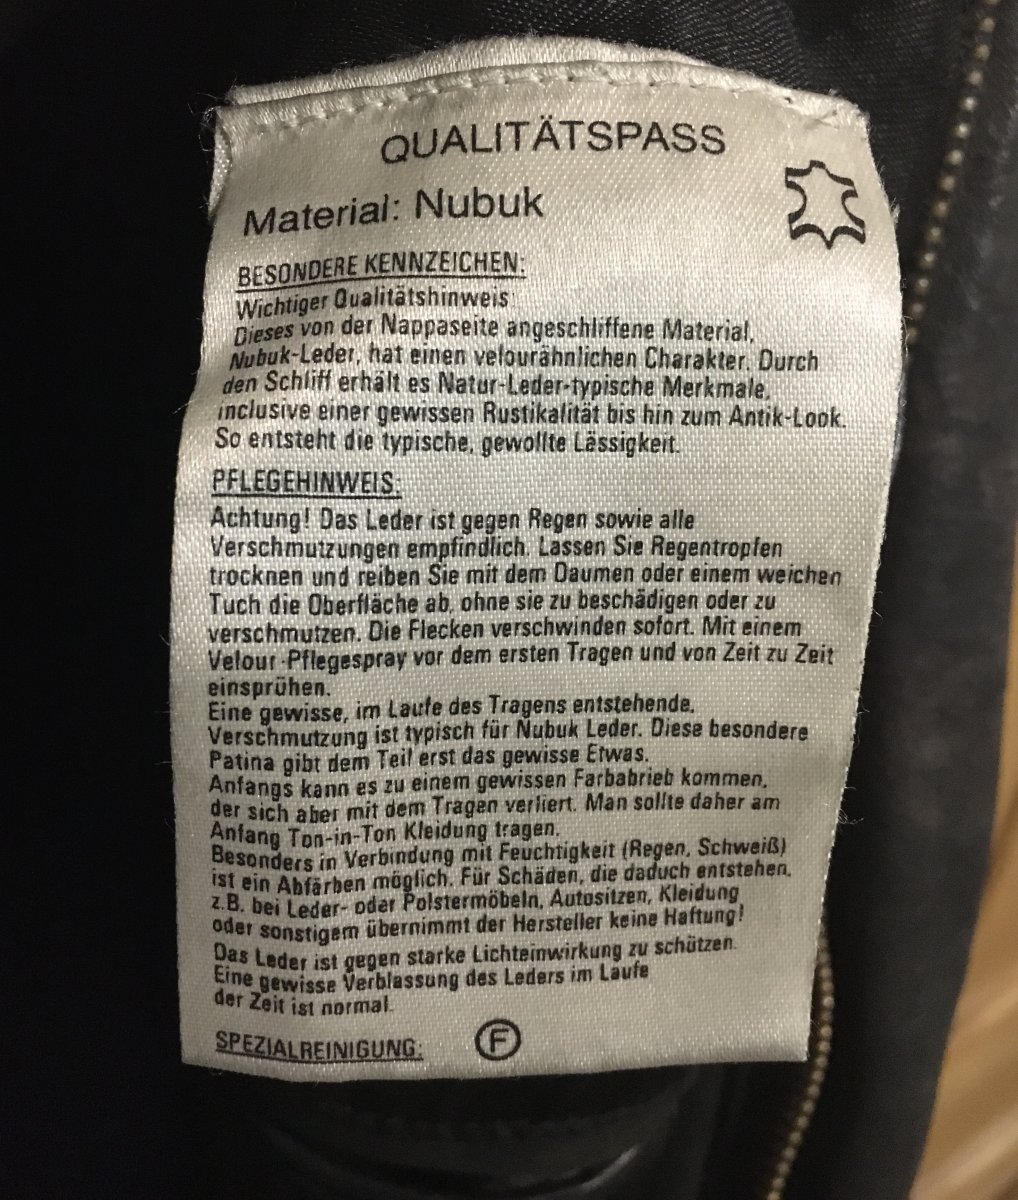 QUALITÄTSPASS
Material: Nubuk
BESONDERE KENNZEICHEN:
Wichtiger Qualitätshinweis:
Dieses von der Nappaseite angeschliffene Material,
Nubuk-Leder, hat einen velourähnlichen Charakter. Durch
den Schliff erhält es Natur-Leder-typische Merkmale,
inclusive einer gewissen Rustikalität bis hin zum Antik-Look.
So entsteht die typische, gewollte Lässigkeit.
PFLEGEHINWEIS:
Achtung! Das Leder ist gegen Regen sowie alle
Verschmutzungen empfindlich. Lassen Sie Regentropfen
trocknen und reiben Sie mit dem Daumen oder einem weichen
Tuch die Oberfläche ab, ohne sie zu beschädigen oder zu
verschmutzen. Die Flecken verschwinden sofort. Mit einem
Velour-Pflegespray vor dem ersten Tragen und von Zeit zu Zeit
einsprühen.
Eine gewisse, im Laufe des Tragens entstehende,
Verschmutzung ist typisch für Nubuk Leder. Diese besondere
Patina gibt dem Teil erst das gewisse Etwas.
Anfangs kann es zu einem gewissen Farbabrieb kommen,
der sich aber mit dem Tragen verliert. Man sollte daher am
Anfang Ton-in-Ton Kleidung tragen.
Besonders in Verbindung mit Feuchtigkeit (Regen, Schweiß)
ist ein Abfärben möglich. Für Schäden, die daduch entstehen,
z.B. bei Leder- oder Polstermöbeln, Autositzen, Kleidung
oder sonstigem übernimmt der Hersteller keine Haftung!
Das Leder ist gegen starke Lichteinwirkung zu schützen.
Eine gewisse Verblassung des Leders im Laufe
der Zeit ist normal.
SPEZIALREINIGUNG: F